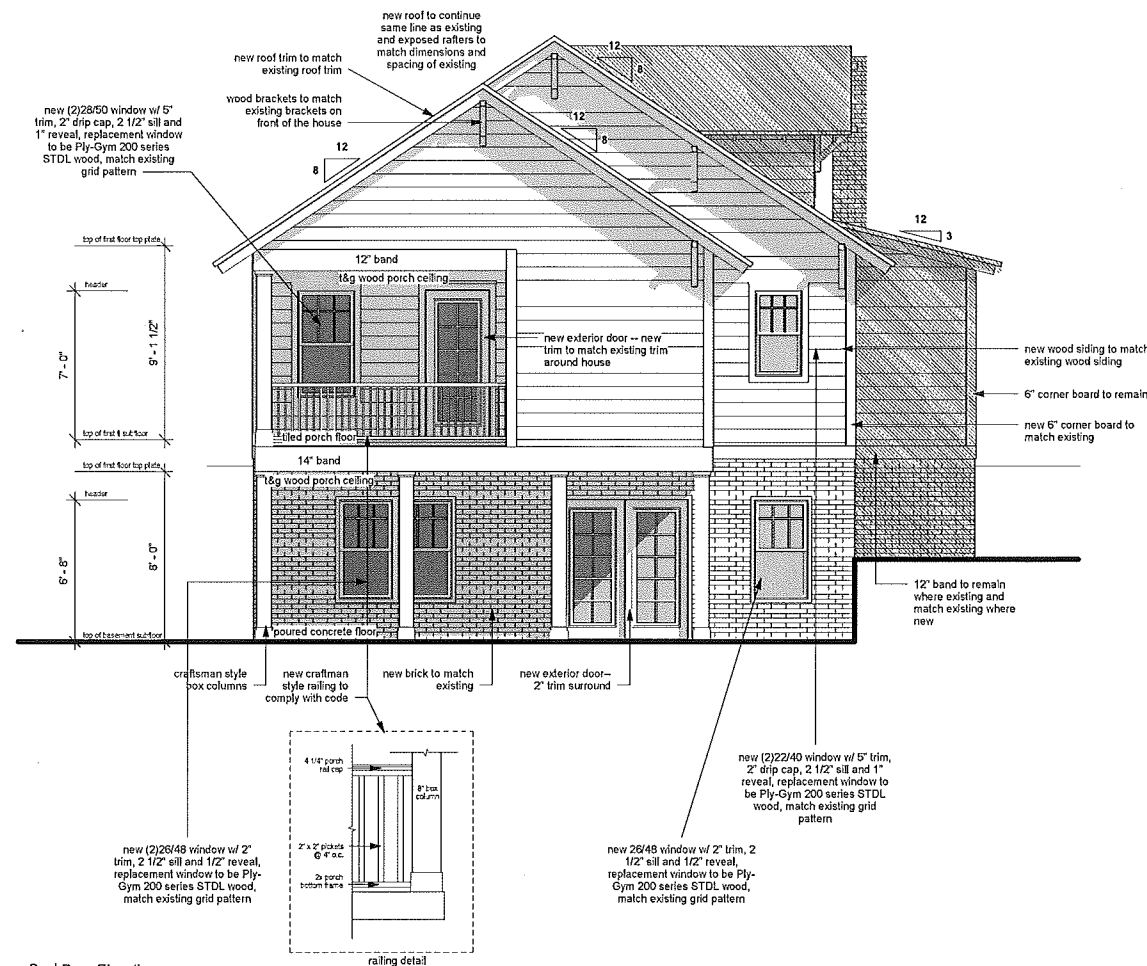 new roof to continue
same line as existing
and exposed rafters to
match dimensions and
spacing of existing
new roof trim to match
existing roof trim
wood brackets to match
existing brackets on
front of the house
new (2)28/50 window w/ 5"
trim, 2" drip cap, 2 1/2" sill and
1" reveal, replacement window
to be Ply-Gym 200 series
STDL wood, match existing
grid pattern
12
8
12
8
12
8
12
3
top of first floor top plate
header
7' - 0"
9' - 1 1/2"
top of first fl subfloor
12" band
t&g wood porch ceiling
new exterior door -- new
trim to match existing trim
around house
tiled porch floor
new wood siding to match
existing wood siding
6" corner board to remain
new 6" corner board to
match existing
14" band
t&g wood porch ceiling
top of first floor top plate
header
6' - 8"
8' - 0"
top of basement subfloor
poured concrete floor
12" band to remain
where existing and
match existing where
new
craftsman style
box columns
new craftman
style railing to
comply with code
new brick to match
existing
new exterior door--
2" trim surround
4 1/4" porch
rail cap
8" box
column
2" x 2" pickets
@ 4" o.c.
2x porch
bottom frame
railing detail
new (2)22/40 window w/ 5" trim,
2" drip cap, 2 1/2" sill and 1"
reveal, replacement window to
be Ply-Gym 200 series STDL
wood, match existing grid
pattern
new (2)26/48 window w/ 2"
trim, 2 1/2" sill and 1/2" reveal,
replacement window to be Ply-
Gym 200 series STDL wood,
match existing grid pattern
new 26/48 window w/ 2" trim, 2
1/2" sill and 1/2" reveal,
replacement window to be Ply-
Gym 200 series STDL wood,
match existing grid pattern